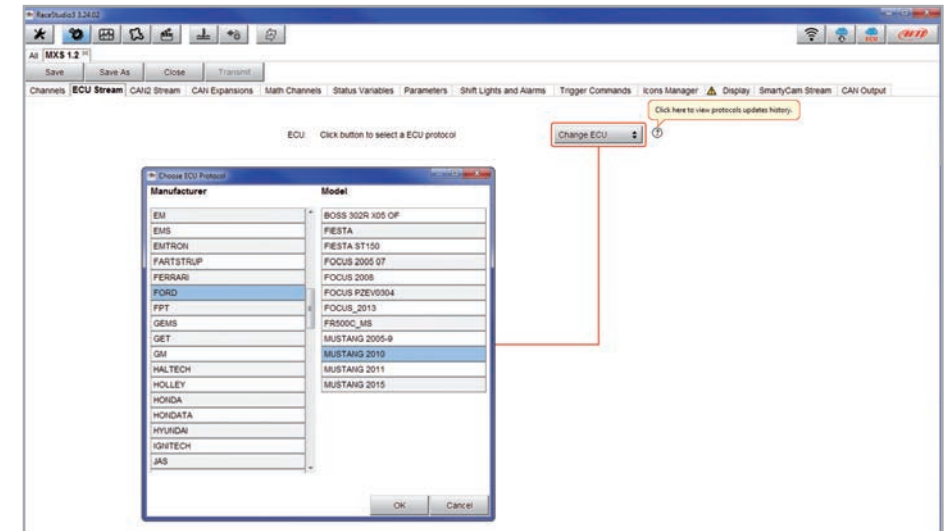 RaceStudio3 3.24.02
ECU
AiM
All MXS 1.2
Save Save As Close Transmit
Channels ECU Stream CAN2 Stream CAN Expansions Math Channels Status Variables Parameters Shift Lights and Alarms Trigger Commands Icons Manager Display SmartyCam Stream CAN Output
Click here to view protocols updates history.
ECU Click button to select a ECU protocol Change ECU ?
Choose ECU Protocol
Manufacturer Model
EM BOSS 302R X05 OF
EMS FIESTA
EMTRON FIESTA ST150
FARTSTRUP FOCUS 2005 07
FERRARI FOCUS 2008
FORD FOCUS PZEV0304
FPT FOCUS_2013
GEMS FR500C_MS
GET MUSTANG 2005-9
GM MUSTANG 2010
HALTECH MUSTANG 2011
HOLLEY MUSTANG 2015
HONDA
HONDATA
HYUNDAI
IGNITECH
JAS
OK Cancel